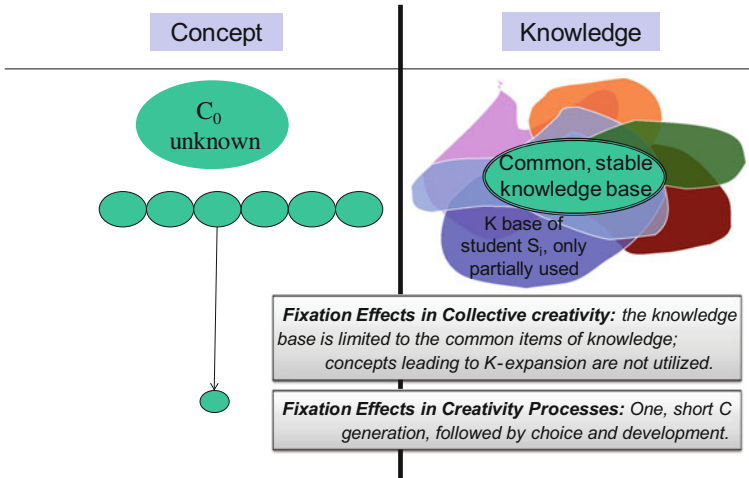 Concept
Knowledge
C₀
unknown
Common, stable
knowledge base
K base of
student Sᵢ, only
partially used
Fixation Effects in Collective creativity: the knowledge
base is limited to the common items of knowledge;
concepts leading to K-expansion are not utilized.
Fixation Effects in Creativity Processes: One, short C
generation, followed by choice and development.